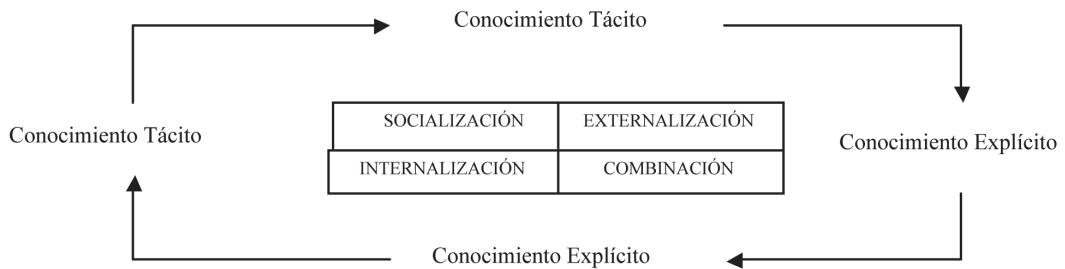 Conocimiento Tácito
SOCIALIZACIÓN EXTERNALIZACIÓN
Conocimiento Tácito
Conocimiento Explícito
INTERNALIZACIÓN COMBINACIÓN
Conocimiento Explícito